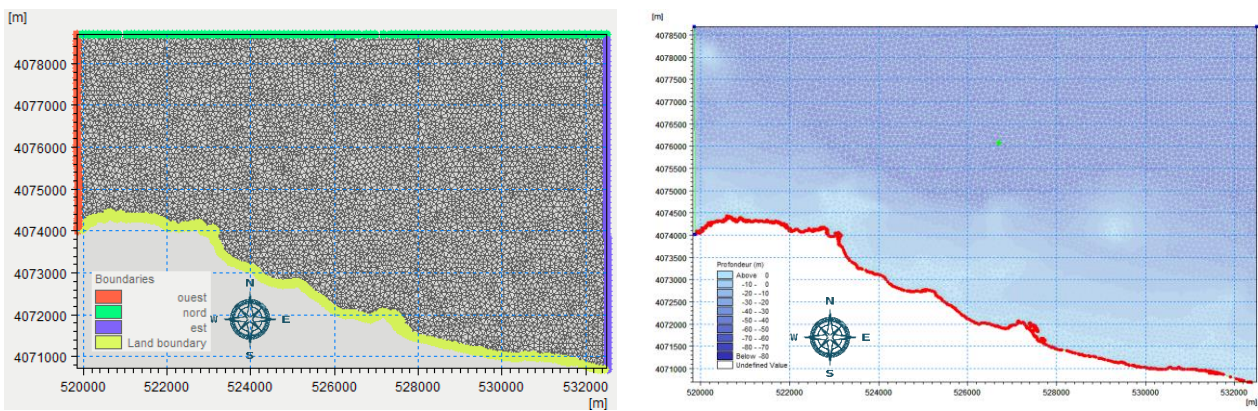 [m]
4078000
4077000
4076000
4075000
4074000
4073000
4072000
4071000
Boundaries
ouest
nord
est
Land boundary
N
W E
S
520000 522000 524000 526000 528000 530000 532000
[m]
[m]
4078500
4078000
4077500
4077000
4076500
4076000
4075500
4075000
4074500
4074000
4073500
4073000
4072500
4072000
4071500
4071000
Profondeur (m)
Above 0
-10 - 0
-20 - -10
-30 - -20
-40 - -30
-50 - -40
-60 - -50
-70 - -60
-80 - -70
Below -80
Undefined Value
N
W E
S
520000 522000 524000 526000 528000 530000 532000
[m]